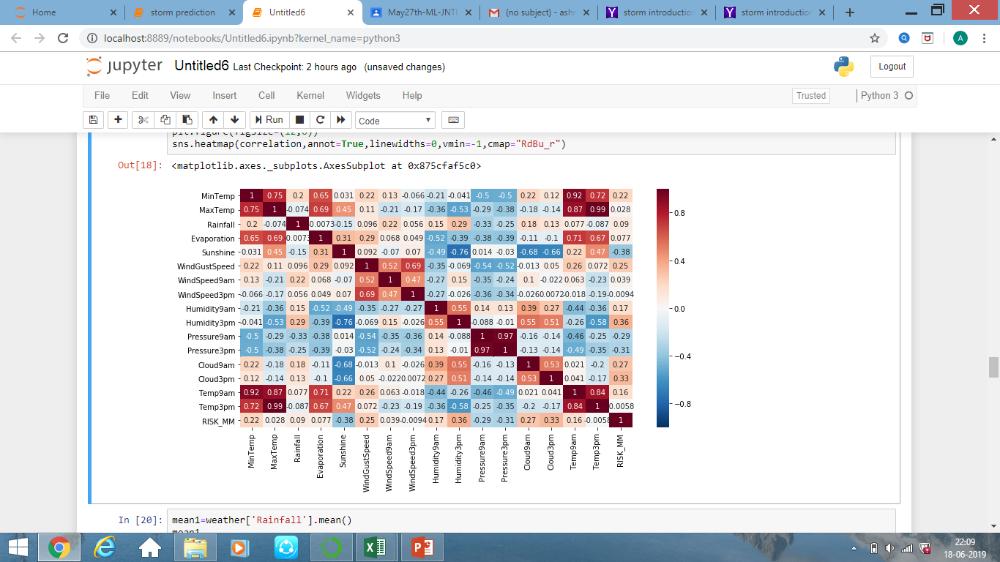 Home
storm prediction
Untitled6
May27th-ML-JNTU
(no subject) - ashr
storm introduction
storm introduction
localhost:8889/notebooks/Untitled6.ipynb?kernel_name=python3
A
jupyter Untitled6 Last Checkpoint: 2 hours ago (unsaved changes)
Logout
File Edit View Insert Cell Kernel Widgets Help
Trusted
Python 3
Run
Code
plt.figure(figsize=(12,6))
sns.heatmap(correlation,annot=True,linewidths=0,vmin=-1,cmap="RdBu_r")
Out[18]: <matplotlib.axes._subplots.AxesSubplot at 0x875cfaf5c0>
MinTemp 1 0.75 0.2 0.65 0.031 0.22 0.13 -0.066 -0.21 -0.041 -0.5 -0.5 0.22 0.12 0.92 0.72 0.22
MaxTemp 0.75 1 -0.074 0.69 0.45 0.11 -0.21 -0.17 -0.36 -0.53 -0.29 -0.38 -0.18 -0.14 0.87 0.99 0.028
Rainfall 0.2 -0.074 1 -0.0073 -0.15 0.096 0.22 0.056 0.15 0.29 -0.33 -0.25 0.18 0.13 0.077 -0.087 0.09
Evaporation 0.65 0.69 -0.0073 1 0.31 0.29 0.068 0.049 -0.52 -0.39 -0.38 -0.39 -0.11 -0.1 0.71 0.67 0.077
Sunshine -0.031 0.45 -0.15 0.31 1 0.092 -0.07 0.07 -0.49 -0.76 0.014 -0.03 -0.68 -0.66 0.22 0.47 -0.38
WindGustSpeed 0.22 0.11 0.096 0.29 0.092 1 0.52 0.69 -0.35 -0.069 -0.54 -0.52 -0.013 0.05 0.26 0.072 0.25
WindSpeed9am 0.13 -0.21 0.22 0.068 -0.07 0.52 1 0.47 -0.27 0.15 -0.35 -0.24 0.1 -0.022 0.063 -0.23 0.039
WindSpeed3pm -0.066 -0.17 0.056 0.049 0.07 0.69 0.47 1 -0.27 -0.026 -0.36 -0.34 -0.026 0.0072 -0.018 -0.19 -0.0094
Humidity9am -0.21 -0.36 0.15 -0.52 -0.49 -0.35 -0.27 -0.27 1 0.55 0.14 0.13 0.39 0.27 -0.44 -0.36 0.17
Humidity3pm -0.041 -0.53 0.29 -0.39 -0.76 -0.069 0.15 -0.026 0.55 1 -0.088 -0.01 0.55 0.51 -0.26 -0.58 0.36
Pressure9am -0.5 -0.29 -0.33 -0.38 0.014 -0.54 -0.35 -0.36 0.14 -0.088 1 0.97 -0.16 -0.14 -0.46 -0.25 -0.29
Pressure3pm -0.5 -0.38 -0.25 -0.39 -0.03 -0.52 -0.24 -0.34 0.13 -0.01 0.97 1 -0.13 -0.14 -0.49 -0.35 -0.31
Cloud9am 0.22 -0.18 0.18 -0.11 -0.68 -0.013 0.1 -0.026 0.39 0.55 -0.16 -0.13 1 0.53 0.021 -0.2 0.27
Cloud3pm 0.12 -0.14 0.13 -0.1 -0.66 0.05 -0.022 0.0072 0.27 0.51 -0.14 -0.14 0.53 1 0.041 -0.17 0.33
Temp9am 0.92 0.87 0.077 0.71 0.22 0.26 0.063 -0.018 -0.44 -0.26 -0.46 -0.49 0.021 0.041 1 0.84 0.16
Temp3pm 0.72 0.99 -0.087 0.67 0.47 0.072 -0.23 -0.19 -0.36 -0.58 -0.25 -0.35 -0.2 -0.17 0.84 1 -0.0058
RISK_MM 0.22 0.028 0.09 0.077 -0.38 0.25 0.039 -0.0094 0.17 0.36 -0.29 -0.31 0.27 0.33 0.16 -0.0058 1
MinTemp MaxTemp Rainfall Evaporation Sunshine WindGustSpeed WindSpeed9am WindSpeed3pm Humidity9am Humidity3pm Pressure9am Pressure3pm Cloud9am Cloud3pm Temp9am Temp3pm RISK_MM
0.8
0.4
0.0
-0.4
-0.8
In [20]: mean1=weather['Rainfall'].mean()
mean1
22:09
18-06-2019